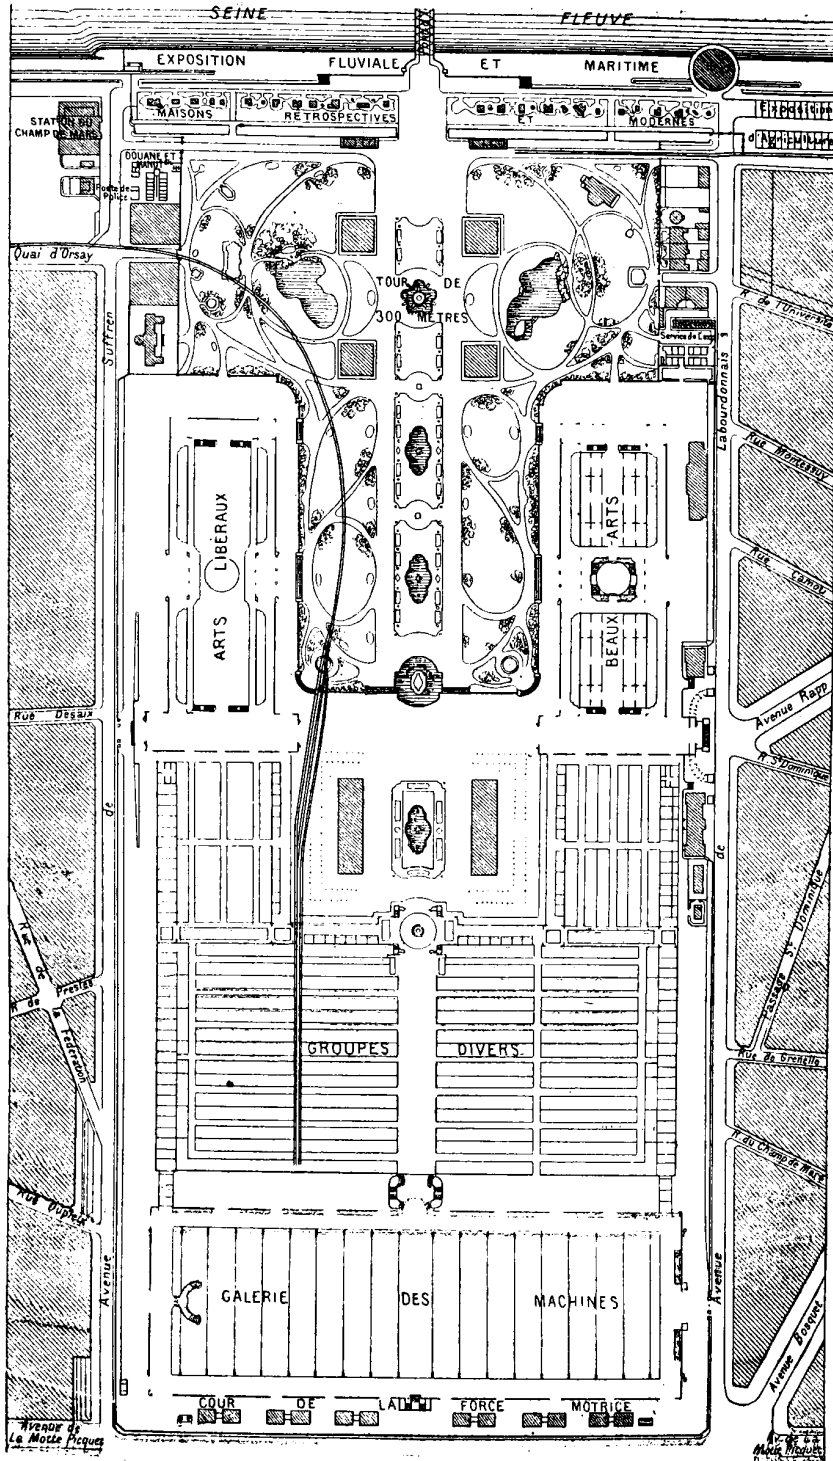 SEINE FLEUVE
EXPOSITION FLUVIALE ET MARITIME
MAISONS RETROSPECTIVES ET MODERNES
Exposition
d'Agriculture
STATION DU
CHAMP DE MARS
DOUANE ET
Poste de
Police
Quai d'Orsay
TOUR DE
300 METRES
R. de l'Université
Service de
Suffren
Labourdonnais
Rue Montessuy
Rue Camou
ARTS LIBERAUX
BEAUX ARTS
Rue Desaix
Avenue Rapp
R. St Dominique
de
de
Passage St Dominique
Rue de la Fédération
R. de Presles
Rue de Grenelle
GROUPES DIVERS
R. du Champ de Mars
Rue Dupleix
Avenue
Avenue
GALERIE DES MACHINES
Avenue Bosquet
COUR DE LA FORCE MOTRICE
Avenue de
La Motte Picquet
Av. de La
Motte Picquet